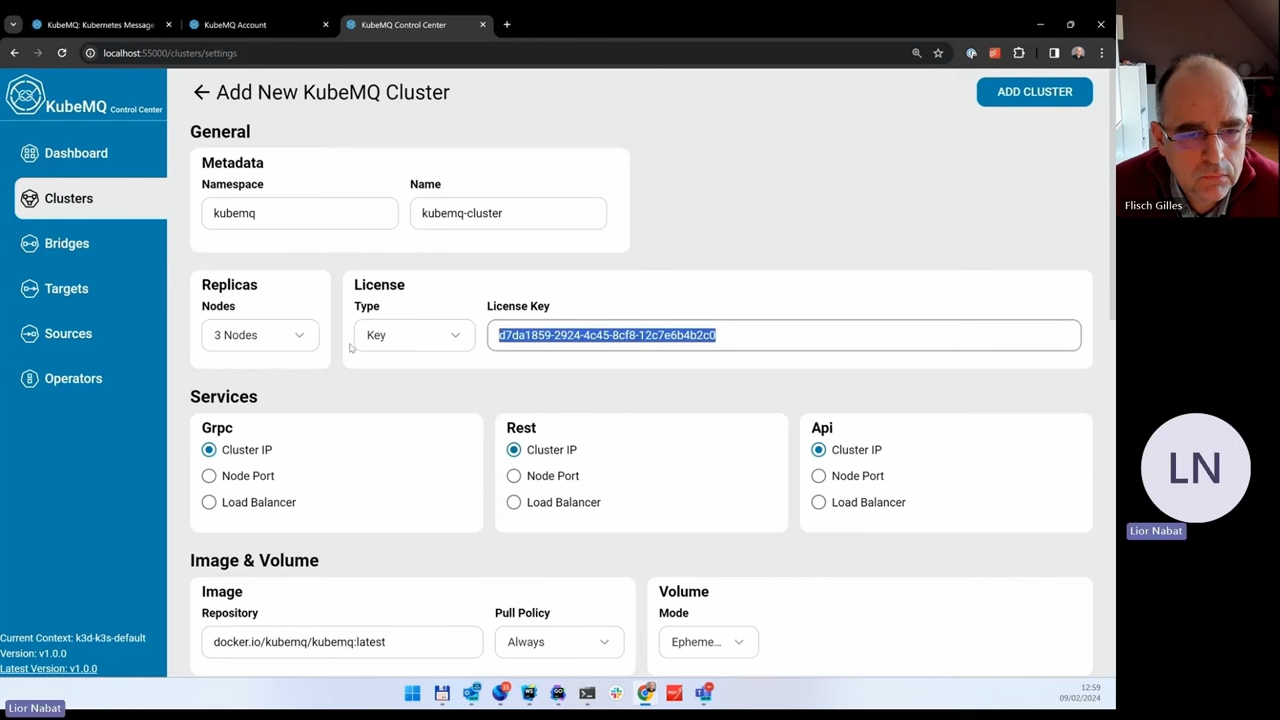 KubeMQ: Kubernetes Message
KubeMQ Account
KubeMQ Control Center
localhost:55000/clusters/settings
KubeMQ Control Center
Dashboard
Clusters
Bridges
Targets
Sources
Operators
Current Context: k3d-k3s-default
Version: v1.0.0
Latest Version: v1.0.0
Add New KubeMQ Cluster
ADD CLUSTER
General
Metadata
Namespace
Name
kubemq
kubemq-cluster
Replicas
Nodes
3 Nodes
License
Type
License Key
Key
d7da1859-2924-4c45-8cf8-12c7e6b4b2c0
Services
Grpc
Cluster IP
Node Port
Load Balancer
Rest
Cluster IP
Node Port
Load Balancer
Api
Cluster IP
Node Port
Load Balancer
Image & Volume
Image
Repository
Pull Policy
docker.io/kubemq/kubemq:latest
Always
Volume
Mode
Epheme...
12:59
09/02/2024
Flisch Gilles
LN
Lior Nabat
Lior Nabat